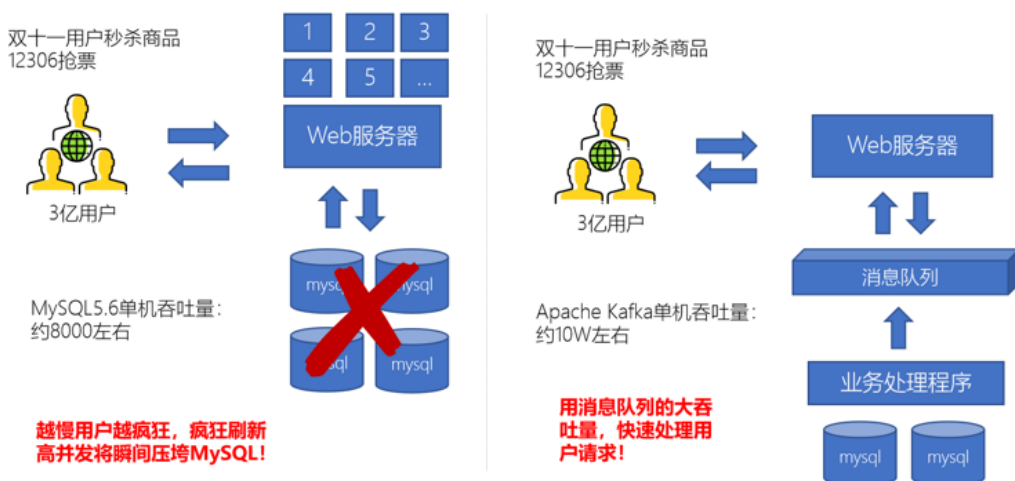 双十一用户秒杀商品
12306抢票
1
2
3
4
5
...
Web服务器
3亿用户
mysql
mysql
mysql
mysql
MySQL5.6单机吞吐量：
约8000左右
越慢用户越疯狂，疯狂刷新
高并发将瞬间压垮MySQL！
双十一用户秒杀商品
12306抢票
Web服务器
3亿用户
消息队列
Apache Kafka单机吞吐量：
约10W左右
业务处理程序
用消息队列的大吞
吐量，快速处理用
户请求！
mysql
mysql